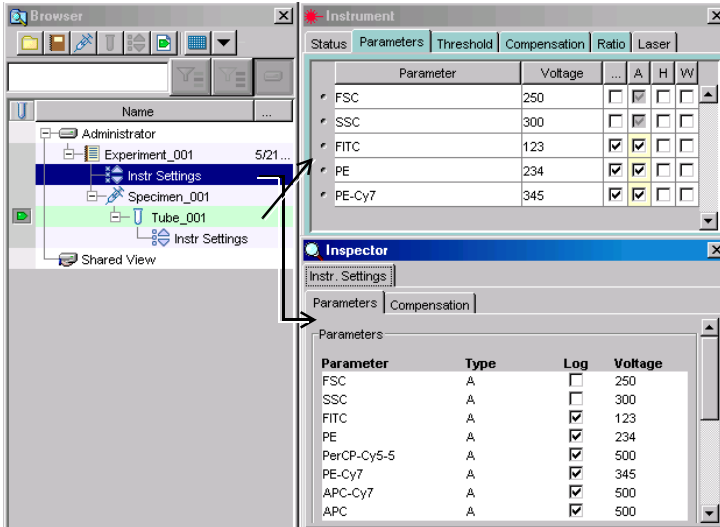 Browser
Name ...
Administrator
Experiment_001 5/21...
Instr Settings
Specimen_001
Tube_001
Instr Settings
Shared View
Instrument
Status Parameters Threshold Compensation Ratio Laser
Parameter Voltage ... A H W
FSC 250
SSC 300
FITC 123
PE 234
PE-Cy7 345
Inspector
Instr. Settings
Parameters Compensation
Parameters
Parameter Type Log Voltage
FSC A 250
SSC A 300
FITC A 123
PE A 234
PerCP-Cy5-5 A 500
PE-Cy7 A 345
APC-Cy7 A 500
APC A 500